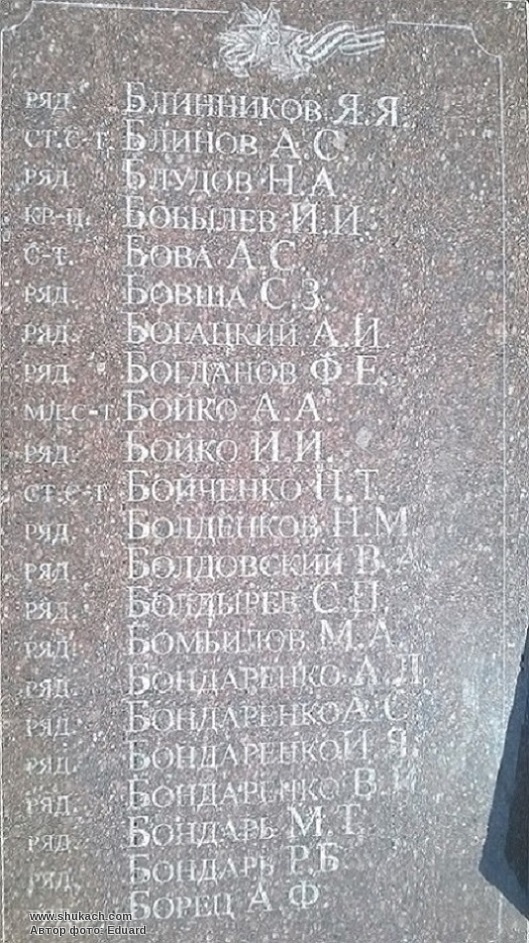 РЯД. БЛИННИКОВ Я.Я.
СТ.С-Т. БЛИНОВ А.С.
РЯД. БЛУДОВ Н.А.
КР-Ц. БОБЫЛЕВ И.И.
С-Т. БОВА А.С.
РЯД. БОВША С.З.
РЯД. БОГАЦКИЙ А.И.
РЯД. БОГДАНОВ Ф.Е.
МЛ.С-Т. БОЙКО А.А.
РЯД. БОЙКО И.И.
СТ.С-Т. БОЙЧЕНКО Н.Т.
РЯД. БОЛДЕНКОВ Н.М.
РЯД. БОЛДОВСКИЙ В.А.
РЯД. БОЛДЫРЕВ С.П.
РЯД. БОМБИЛОВ М.А.
РЯД. БОНДАРЕНКО А.Л.
РЯД. БОНДАРЕНКО А.С.
РЯД. БОНДАРЕНКО И.Я.
РЯД. БОНДАРЕНКО В.И.
РЯД. БОНДАРЬ М.Т.
РЯД. БОНДАРЬ Р.Б.
БОРЕЦ А.Ф.
www.shukach.com
Автор фото: Eduard